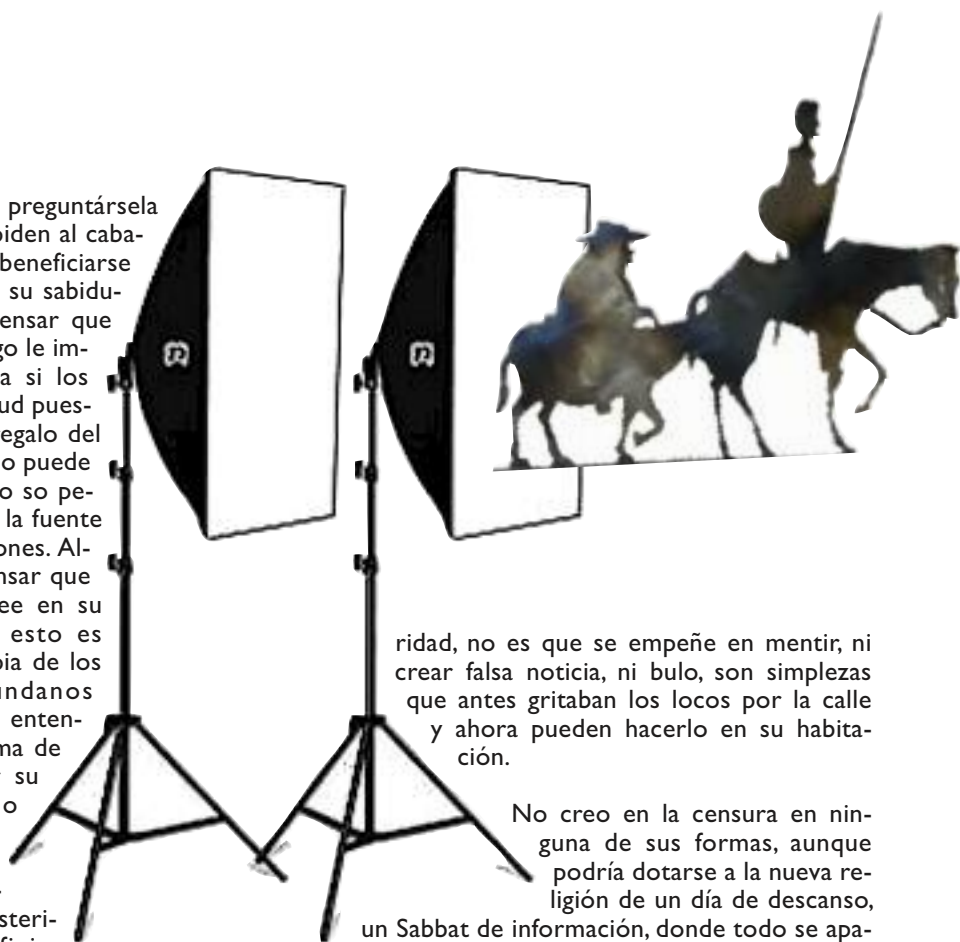 preguntársela
piden al caba-
beneficiarse
su sabidu-
ensar que
go le im-
a si los
ud pues-
egalo del
o puede
o so pe-
la fuente
ones. Al-
nsar que
ee en su
esto es
pia de los
undanos
enten-
ma de
su
o
steri-
ridad, no es que se empeñe en mentir, ni
crear falsa noticia, ni bulo, son simplezas
que antes gritaban los locos por la calle
y ahora pueden hacerlo en su habita-
ción.
No creo en la censura en nin-
guna de sus formas, aunque
podría dotarse a la nueva re-
ligión de un día de descanso,
un Sabbat de información, donde todo se apa-